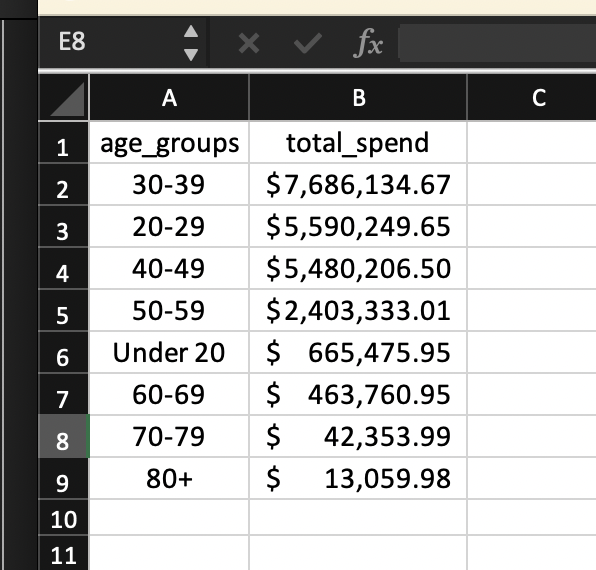 E8 fx
A B C
1 age_groups total_spend
2 30-39 $7,686,134.67
3 20-29 $5,590,249.65
4 40-49 $5,480,206.50
5 50-59 $2,403,333.01
6 Under 20 $ 665,475.95
7 60-69 $ 463,760.95
8 70-79 $ 42,353.99
9 80+ $ 13,059.98
10
11